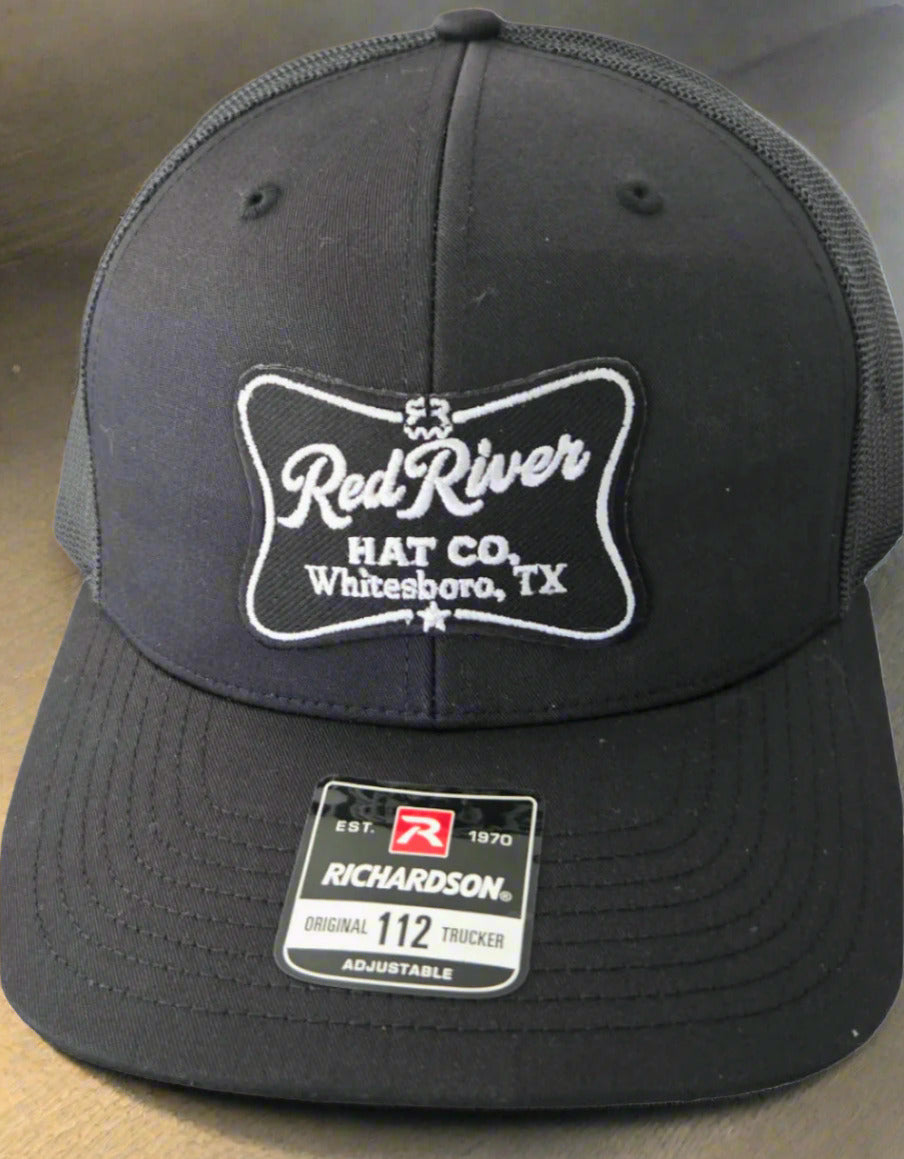 RR
Red River
HAT CO.
Whitesboro, TX
EST. R 1970
RICHARDSON®
ORIGINAL 112 TRUCKER
ADJUSTABLE